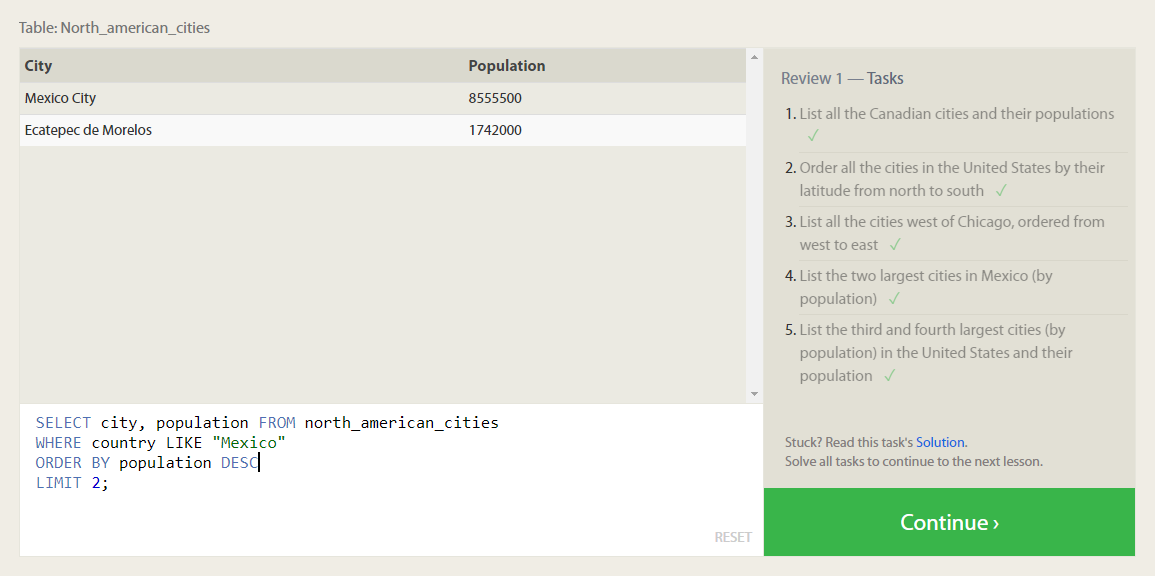 Table: North_american_cities
City Population
Mexico City 8555500
Ecatepec de Morelos 1742000
SELECT city, population FROM north_american_cities
WHERE country LIKE "Mexico"
ORDER BY population DESC
LIMIT 2;
RESET
Review 1 — Tasks
1. List all the Canadian cities and their populations
✓
2. Order all the cities in the United States by their
latitude from north to south ✓
3. List all the cities west of Chicago, ordered from
west to east ✓
4. List the two largest cities in Mexico (by
population) ✓
5. List the third and fourth largest cities (by
population) in the United States and their
population ✓
Stuck? Read this task's Solution.
Solve all tasks to continue to the next lesson.
Continue ›